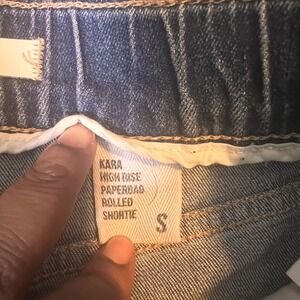 KARA
HIGH RISE
PAPERBAG
ROLLED
SHORTIE
S